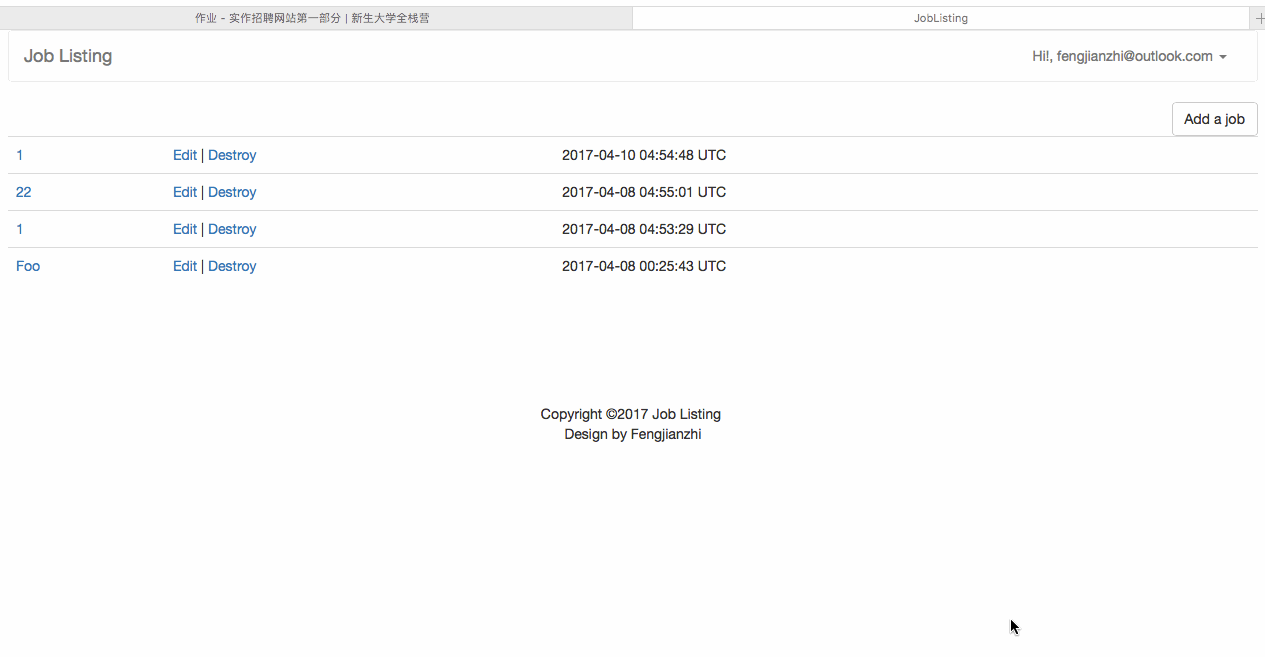 作业 - 实作招聘网站第一部分 | 新生大学全栈营 JobListing
Job Listing Hi!, fengjianzhi@outlook.com
Add a job
1 Edit | Destroy 2017-04-10 04:54:48 UTC
22 Edit | Destroy 2017-04-08 04:55:01 UTC
1 Edit | Destroy 2017-04-08 04:53:29 UTC
Foo Edit | Destroy 2017-04-08 00:25:43 UTC
Copyright ©2017 Job Listing
Design by Fengjianzhi